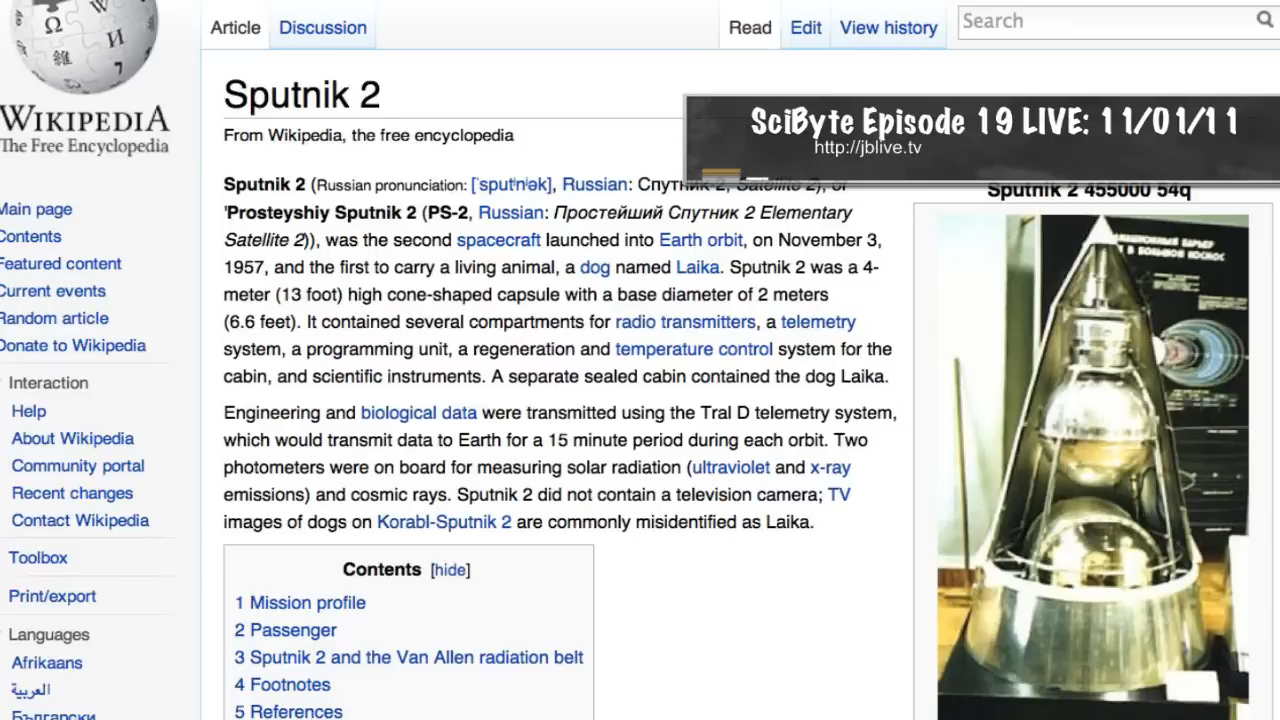 Article
Discussion
Read
Edit
View history
Search
WIKIPEDIA
The Free Encyclopedia
Main page
Contents
Featured content
Current events
Random article
Donate to Wikipedia
Interaction
Help
About Wikipedia
Community portal
Recent changes
Contact Wikipedia
Toolbox
Print/export
Languages
Afrikaans
العربية
Български
Sputnik 2
From Wikipedia, the free encyclopedia
SciByte Episode 19 LIVE: 11/01/11
http://jblive.tv
Sputnik 2 (Russian pronunciation: [ˈsputʲnʲək], Russian: Спутник-2, Satellite 2), or
'Prosteyshiy Sputnik 2 (PS-2, Russian: Простейший Спутник 2 Elementary
Satellite 2)), was the second spacecraft launched into Earth orbit, on November 3,
1957, and the first to carry a living animal, a dog named Laika. Sputnik 2 was a 4-
meter (13 foot) high cone-shaped capsule with a base diameter of 2 meters
(6.6 feet). It contained several compartments for radio transmitters, a telemetry
system, a programming unit, a regeneration and temperature control system for the
cabin, and scientific instruments. A separate sealed cabin contained the dog Laika.
Engineering and biological data were transmitted using the Tral D telemetry system,
which would transmit data to Earth for a 15 minute period during each orbit. Two
photometers were on board for measuring solar radiation (ultraviolet and x-ray
emissions) and cosmic rays. Sputnik 2 did not contain a television camera; TV
images of dogs on Korabl-Sputnik 2 are commonly misidentified as Laika.
Contents [hide]
1 Mission profile
2 Passenger
3 Sputnik 2 and the Van Allen radiation belt
4 Footnotes
5 References
Sputnik 2 455000 54q
В БОЛЬШОЙ КОСМОС